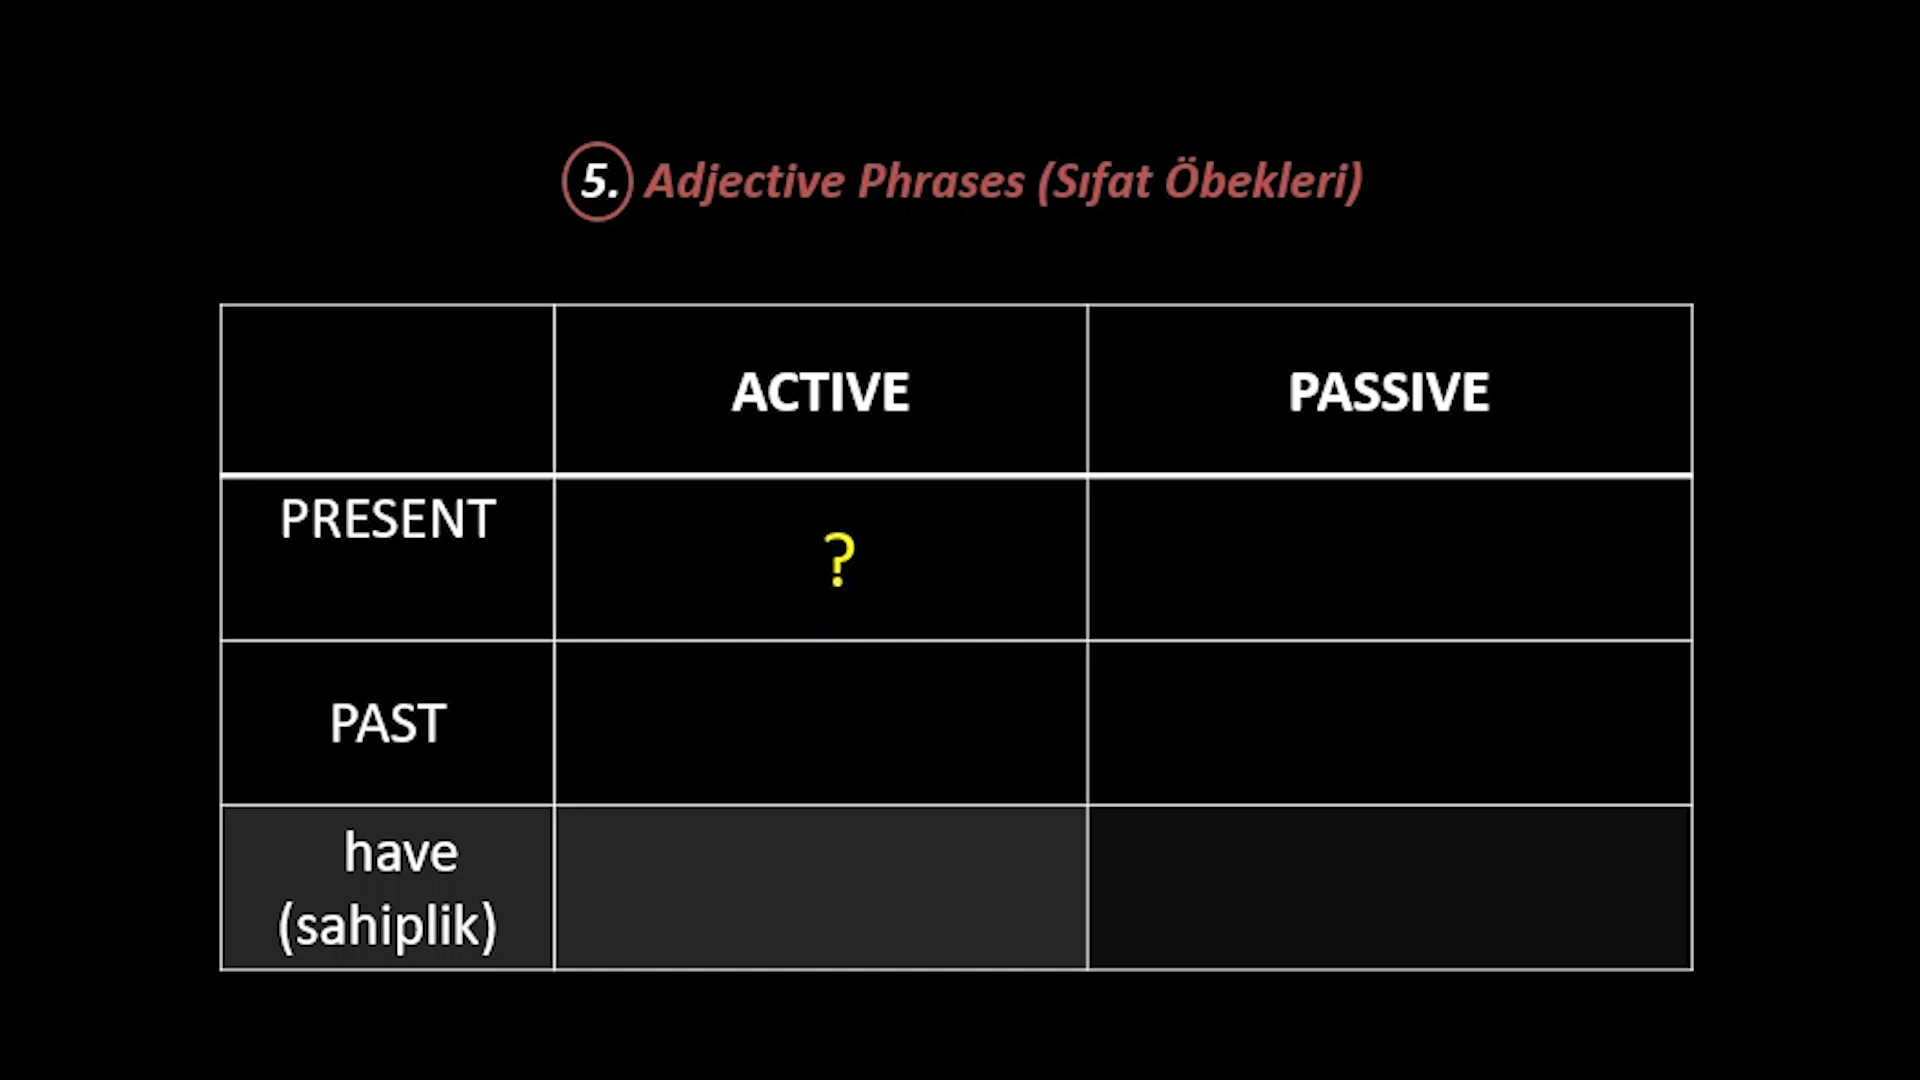 5. Adjective Phrases (Sıfat Öbekleri)
ACTIVE PASSIVE
PRESENT ?
PAST
have
(sahiplik)